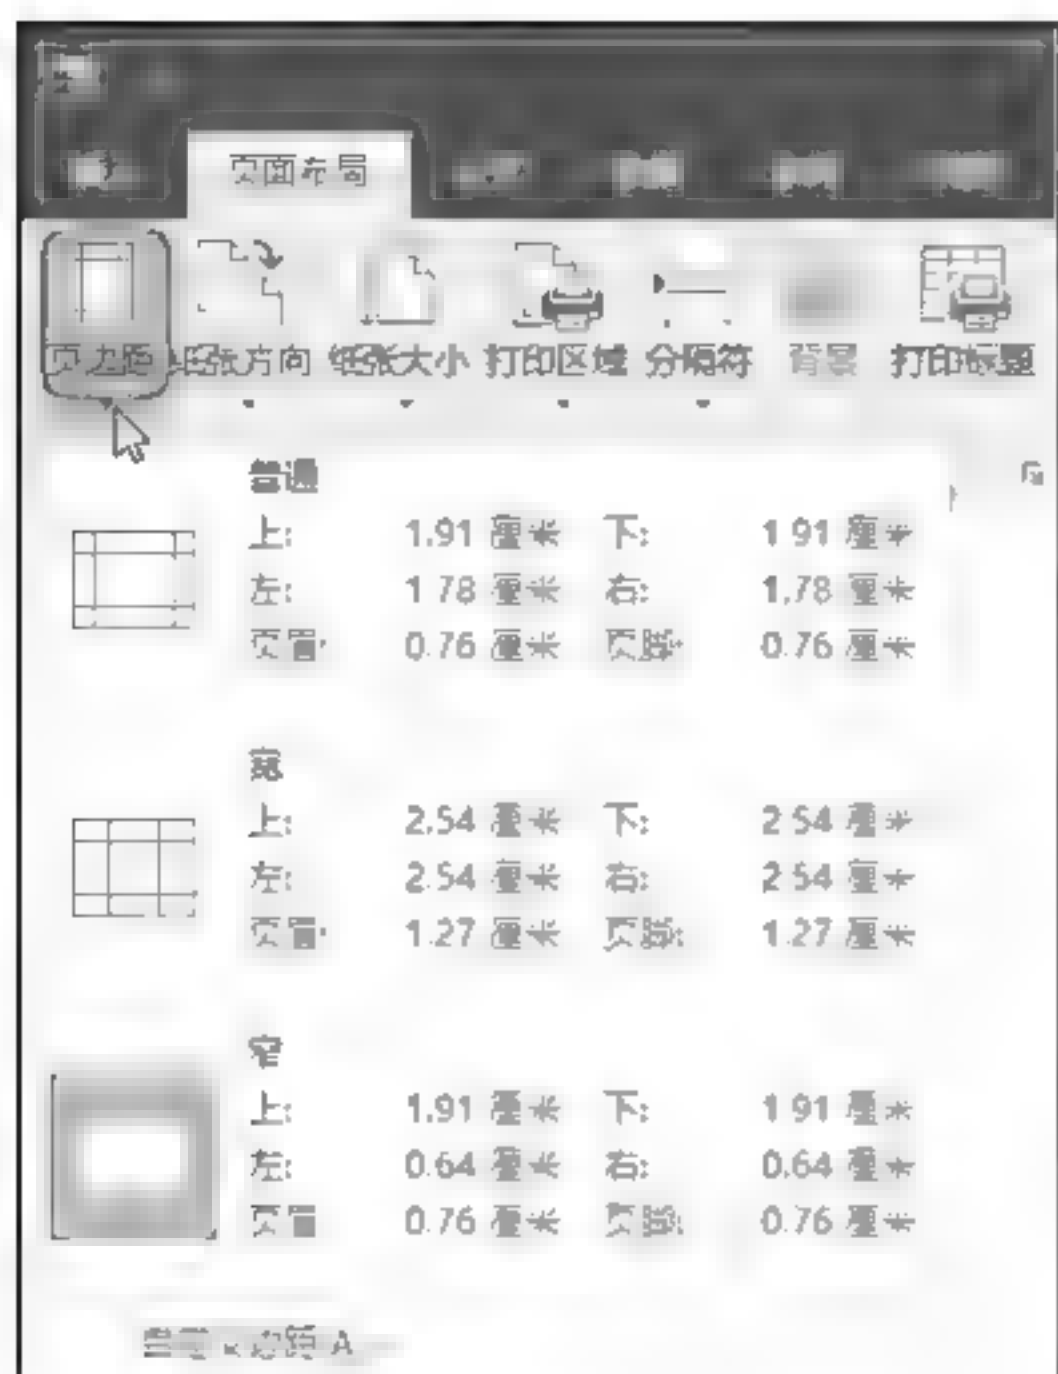 页面布局
页边距 纸张方向 纸张大小 打印区域 分隔符 背景 打印标题
普通
上: 1.91 厘米 下: 1.91 厘米
左: 1.78 厘米 右: 1.78 厘米
页眉: 0.76 厘米 页脚: 0.76 厘米
宽
上: 2.54 厘米 下: 2.54 厘米
左: 2.54 厘米 右: 2.54 厘米
页眉: 1.27 厘米 页脚: 1.27 厘米
窄
上: 1.91 厘米 下: 1.91 厘米
左: 0.64 厘米 右: 0.64 厘米
页眉: 0.76 厘米 页脚: 0.76 厘米